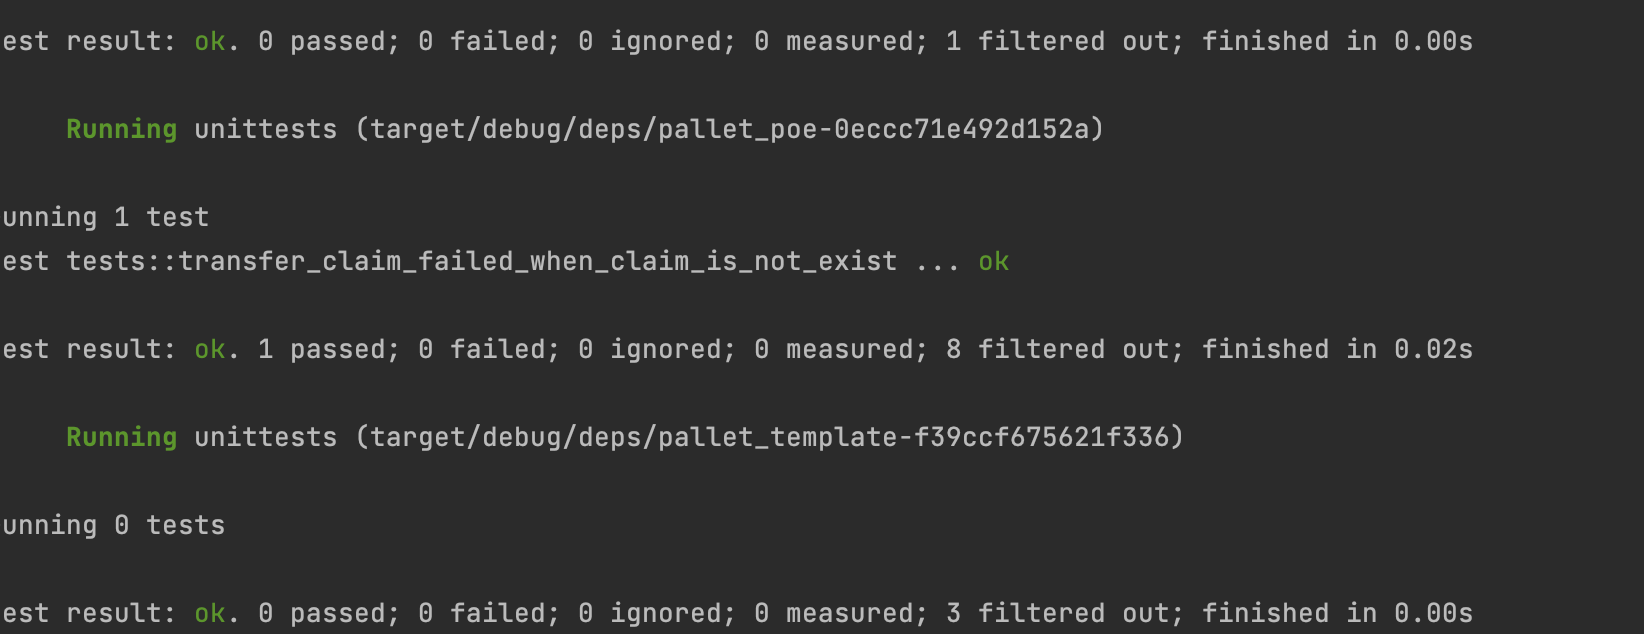 est result: ok. 0 passed; 0 failed; 0 ignored; 0 measured; 1 filtered out; finished in 0.00s
Running unittests (target/debug/deps/pallet_poe-0eccc71e492d152a)
unning 1 test
est tests::transfer_claim_failed_when_claim_is_not_exist ... ok
est result: ok. 1 passed; 0 failed; 0 ignored; 0 measured; 8 filtered out; finished in 0.02s
Running unittests (target/debug/deps/pallet_template-f39ccf675621f336)
unning 0 tests
est result: ok. 0 passed; 0 failed; 0 ignored; 0 measured; 3 filtered out; finished in 0.00s